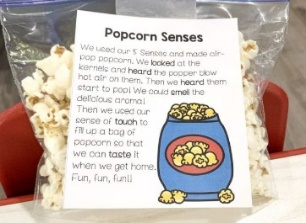 Popcorn Senses
We used our 5 Senses and made air-
pop popcorn. We looked at the
kernels and heard the popper blow
hot air on them. Then we heard them
start to pop! We could smell the
delicious aroma!
Then we used our
sense of touch to
fill up a bag of
popcorn so that
we can taste it
when we get home.
Fun, fun, fun!!